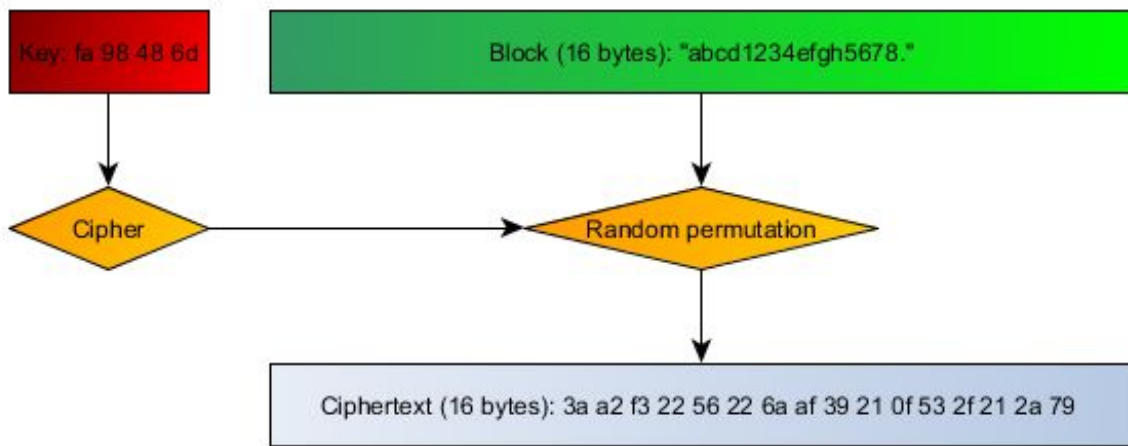 Key: fa 98 48 6d
Block (16 bytes): "abcd1234efgh5678."
Cipher
Random permutation
Ciphertext (16 bytes): 3a a2 f3 22 56 22 6a af 39 21 0f 53 2f 21 2a 79